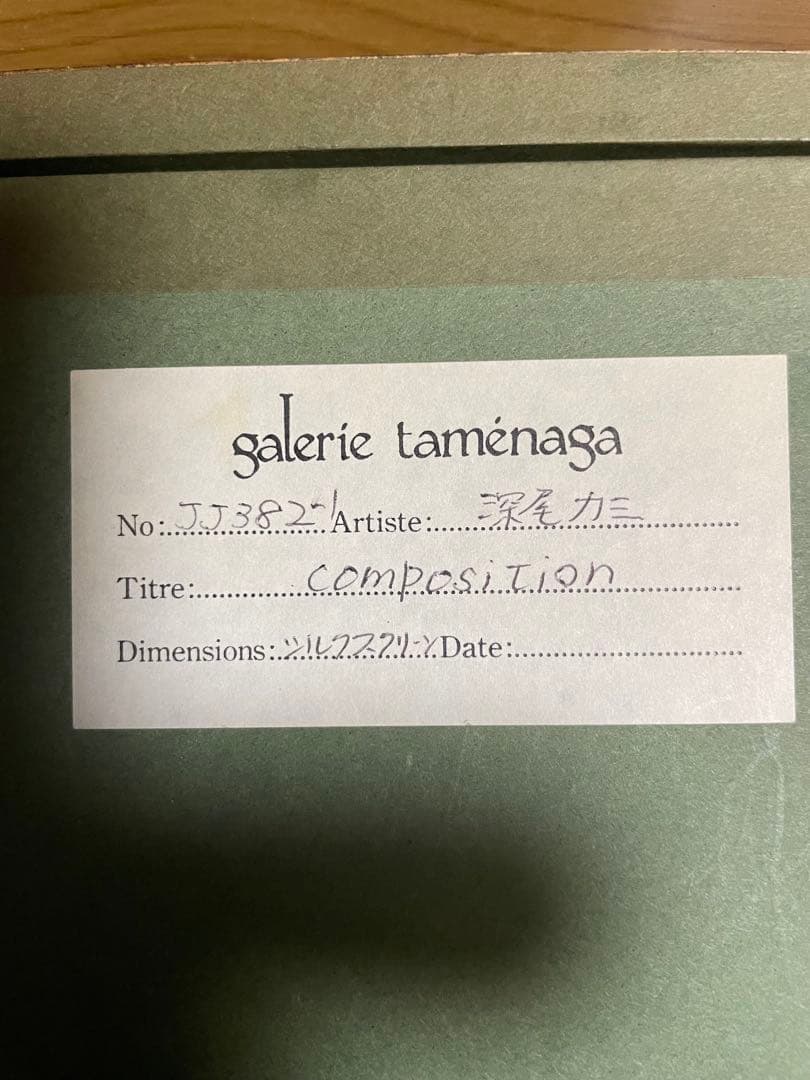 galerie taménaga
No: JJ382-1 Artiste: 深尾力三
Titre: composition
Dimensions: シルクスクリーン Date: